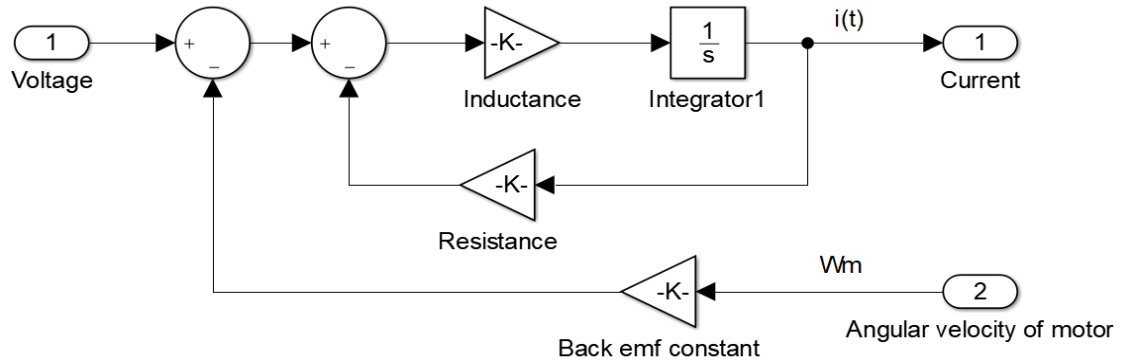 i(t)
1
+
−
+
−
-K-
1
s
1
Voltage
Inductance
Integrator1
Current
-K-
Resistance
Wm
-K-
2
Back emf constant
Angular velocity of motor